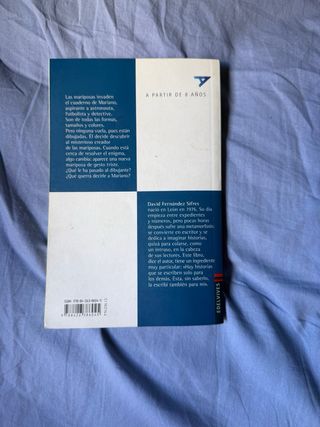 A PARTIR DE 8 AÑOS
Las mariposas invaden
el cuaderno de Mariano,
aspirante a astronauta,
futbolista y detective.
Son de todas las formas,
tamaños y colores.
Pero ninguna vuela, pues están
dibujadas. Él decide descubrir
al misterioso creador
de las mariposas. Cuando está
cerca de resolver el enigma,
algo cambia: aparece una nueva
mariposa de gesto triste.
¿Qué le ha pasado al dibujante?
¿Qué querrá decirle a Mariano?
David Fernández Sifres
nació en León en 1976. Su día
empieza entre expedientes
y números, pero pocas horas
después sufre una metamorfosis:
se convierte en escritor y se
dedica a imaginar historias,
quizá para colarse, como
un intruso, en la cabeza
de sus lectores. Este libro,
dice el autor, tiene un ingrediente
muy particular: «Hay historias
que se escriben solo para
los demás. Esta, sin saberlo,
la escribí también para mí».
EDELVIVES